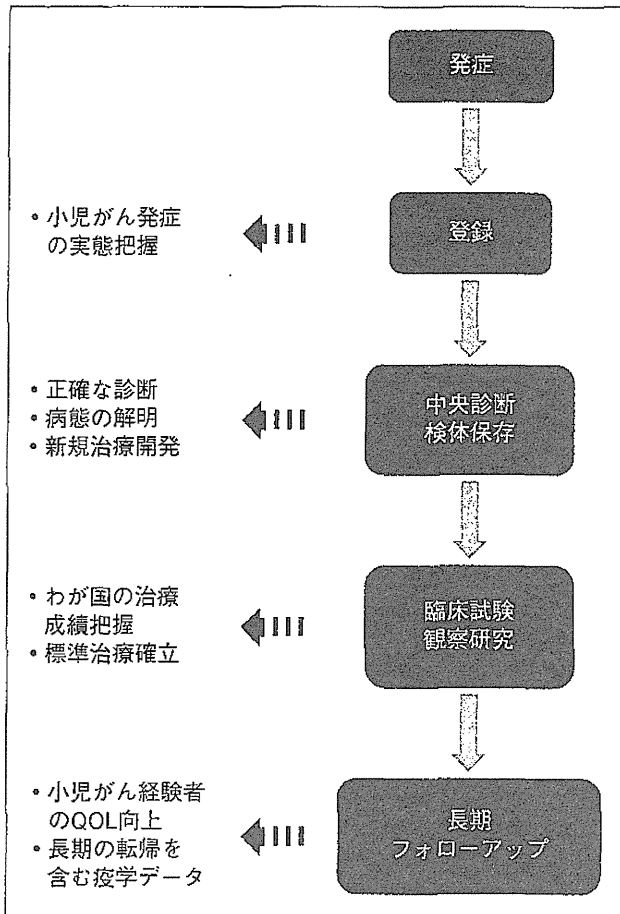 発症
・小児がん発症
の実態把握
登録
・正確な診断
・病態の解明
・新規治療開発
中央診断
検体保存
・わが国の治療
成績把握
・標準治療確立
臨床試験
観察研究
・小児がん経験者
のQOL向上
・長期の転帰を
含む疫学データ
長期
フォローアップ